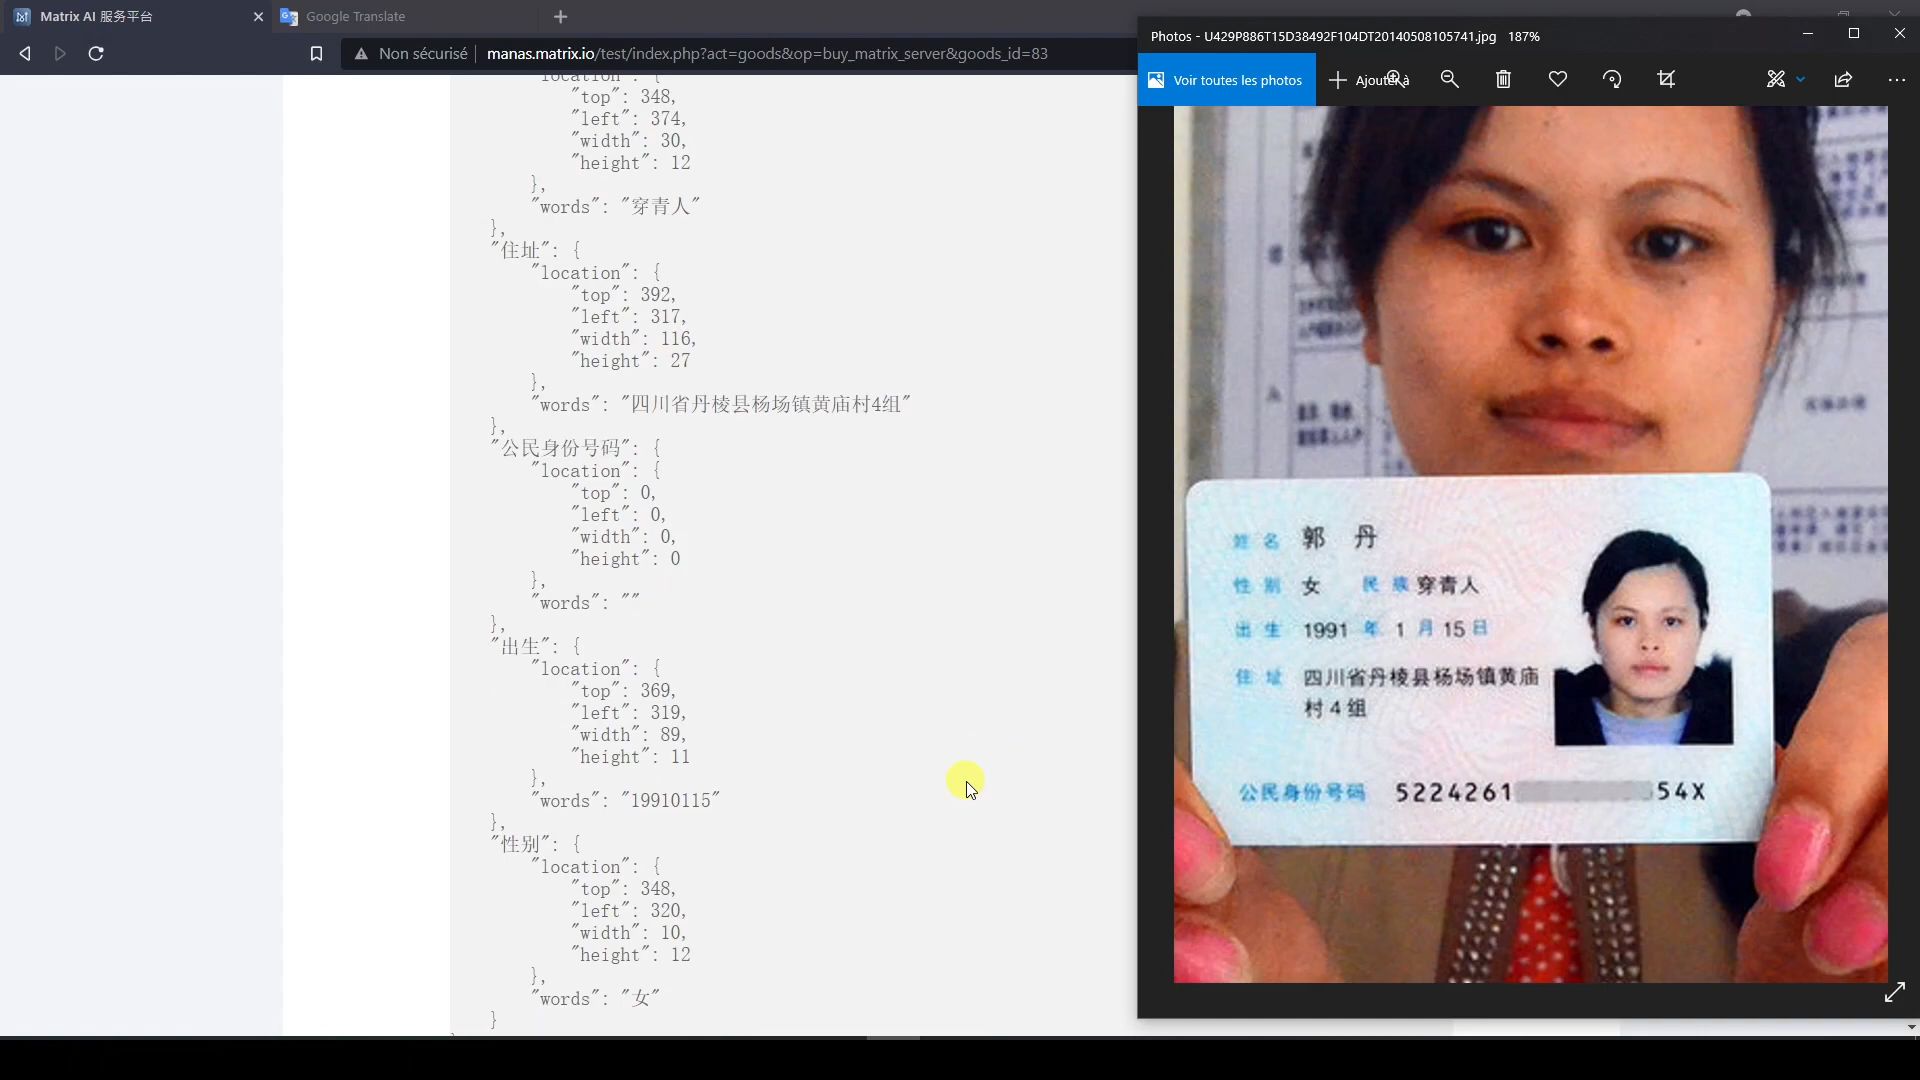 Matrix AI 服务平台
Google Translate
Non sécurisé
manas.matrix.io/test/index.php?act=goods&op=buy_matrix_server&goods_id=83
"location": {
"top": 348,
"left": 374,
"width": 30,
"height": 12
},
"words": "穿青人"
},
"住址": {
"location": {
"top": 392,
"left": 317,
"width": 116,
"height": 27
},
"words": "四川省丹棱县杨场镇黄庙村4组"
},
"公民身份号码": {
"location": {
"top": 0,
"left": 0,
"width": 0,
"height": 0
},
"words": ""
},
"出生": {
"location": {
"top": 369,
"left": 319,
"width": 89,
"height": 11
},
"words": "19910115"
},
"性别": {
"location": {
"top": 348,
"left": 320,
"width": 10,
"height": 12
},
"words": "女"
}
Photos - U429P886T15D38492F104DT20140508105741.jpg 187%
Voir toutes les photos
Ajouter à
姓名 郭丹
性别 女 民族 穿青人
出生 1991 年 1 月 15 日
住址 四川省丹棱县杨场镇黄庙
村4组
公民身份号码 5224261 54X